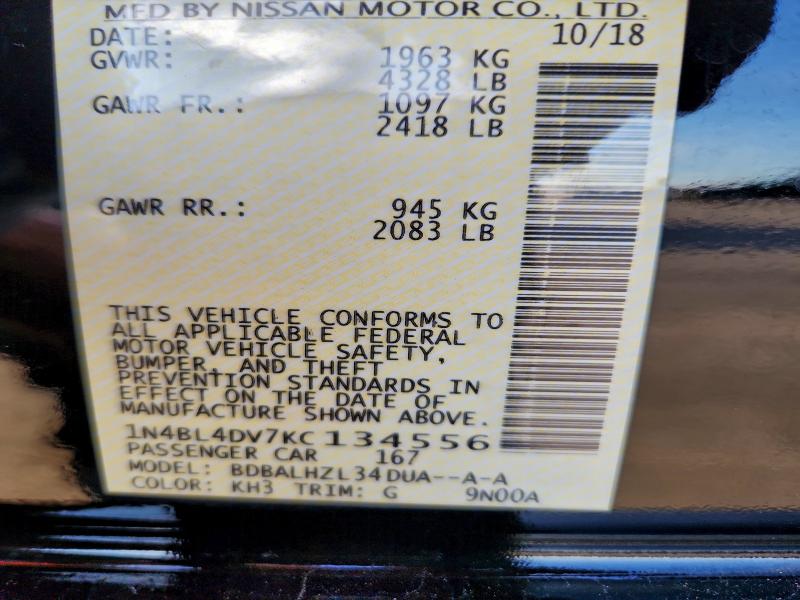 MFD BY NISSAN MOTOR CO., LTD.
DATE: 10/18
GVWR: 1963 KG
4328 LB
GAWR FR.: 1097 KG
2418 LB
GAWR RR.: 945 KG
2083 LB
THIS VEHICLE CONFORMS TO
ALL APPLICABLE FEDERAL
MOTOR VEHICLE SAFETY,
BUMPER, AND THEFT
PREVENTION STANDARDS IN
EFFECT ON THE DATE OF
MANUFACTURE SHOWN ABOVE.
1N4BL4DV7KC134556
PASSENGER CAR 167
MODEL: BDBALHZL34DUA--A-A
COLOR: KH3 TRIM: G 9N00A